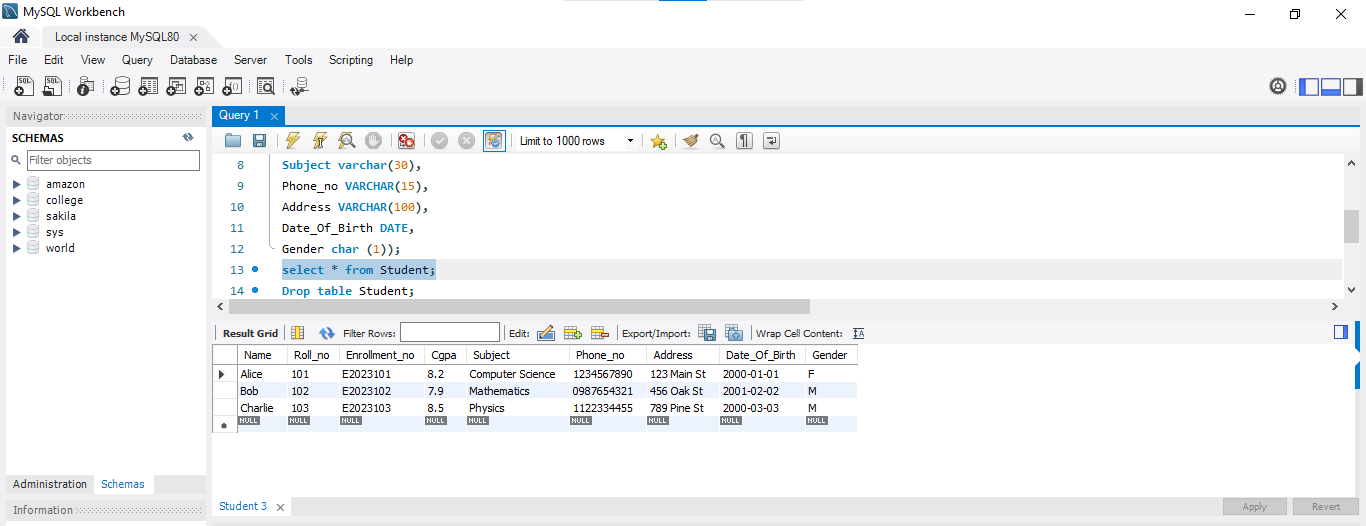 MySQL Workbench
Local instance MySQL80
File Edit View Query Database Server Tools Scripting Help
Navigator
SCHEMAS
Filter objects
amazon
college
sakila
sys
world
Administration Schemas
Information
Query 1
Limit to 1000 rows
8 Subject varchar(30),
9 Phone_no VARCHAR(15),
10 Address VARCHAR(100),
11 Date_Of_Birth DATE,
12 Gender char (1));
13 select * from Student;
14 Drop table Student;
Result Grid Filter Rows: Edit: Export/Import: Wrap Cell Content:
Name Roll_no Enrollment_no Cgpa Subject Phone_no Address Date_Of_Birth Gender
Alice 101 E2023101 8.2 Computer Science 1234567890 123 Main St 2000-01-01 F
Bob 102 E2023102 7.9 Mathematics 0987654321 456 Oak St 2001-02-02 M
Charlie 103 E2023103 8.5 Physics 1122334455 789 Pine St 2000-03-03 M
NULL NULL NULL NULL NULL NULL NULL NULL NULL
Student 3
Apply Revert